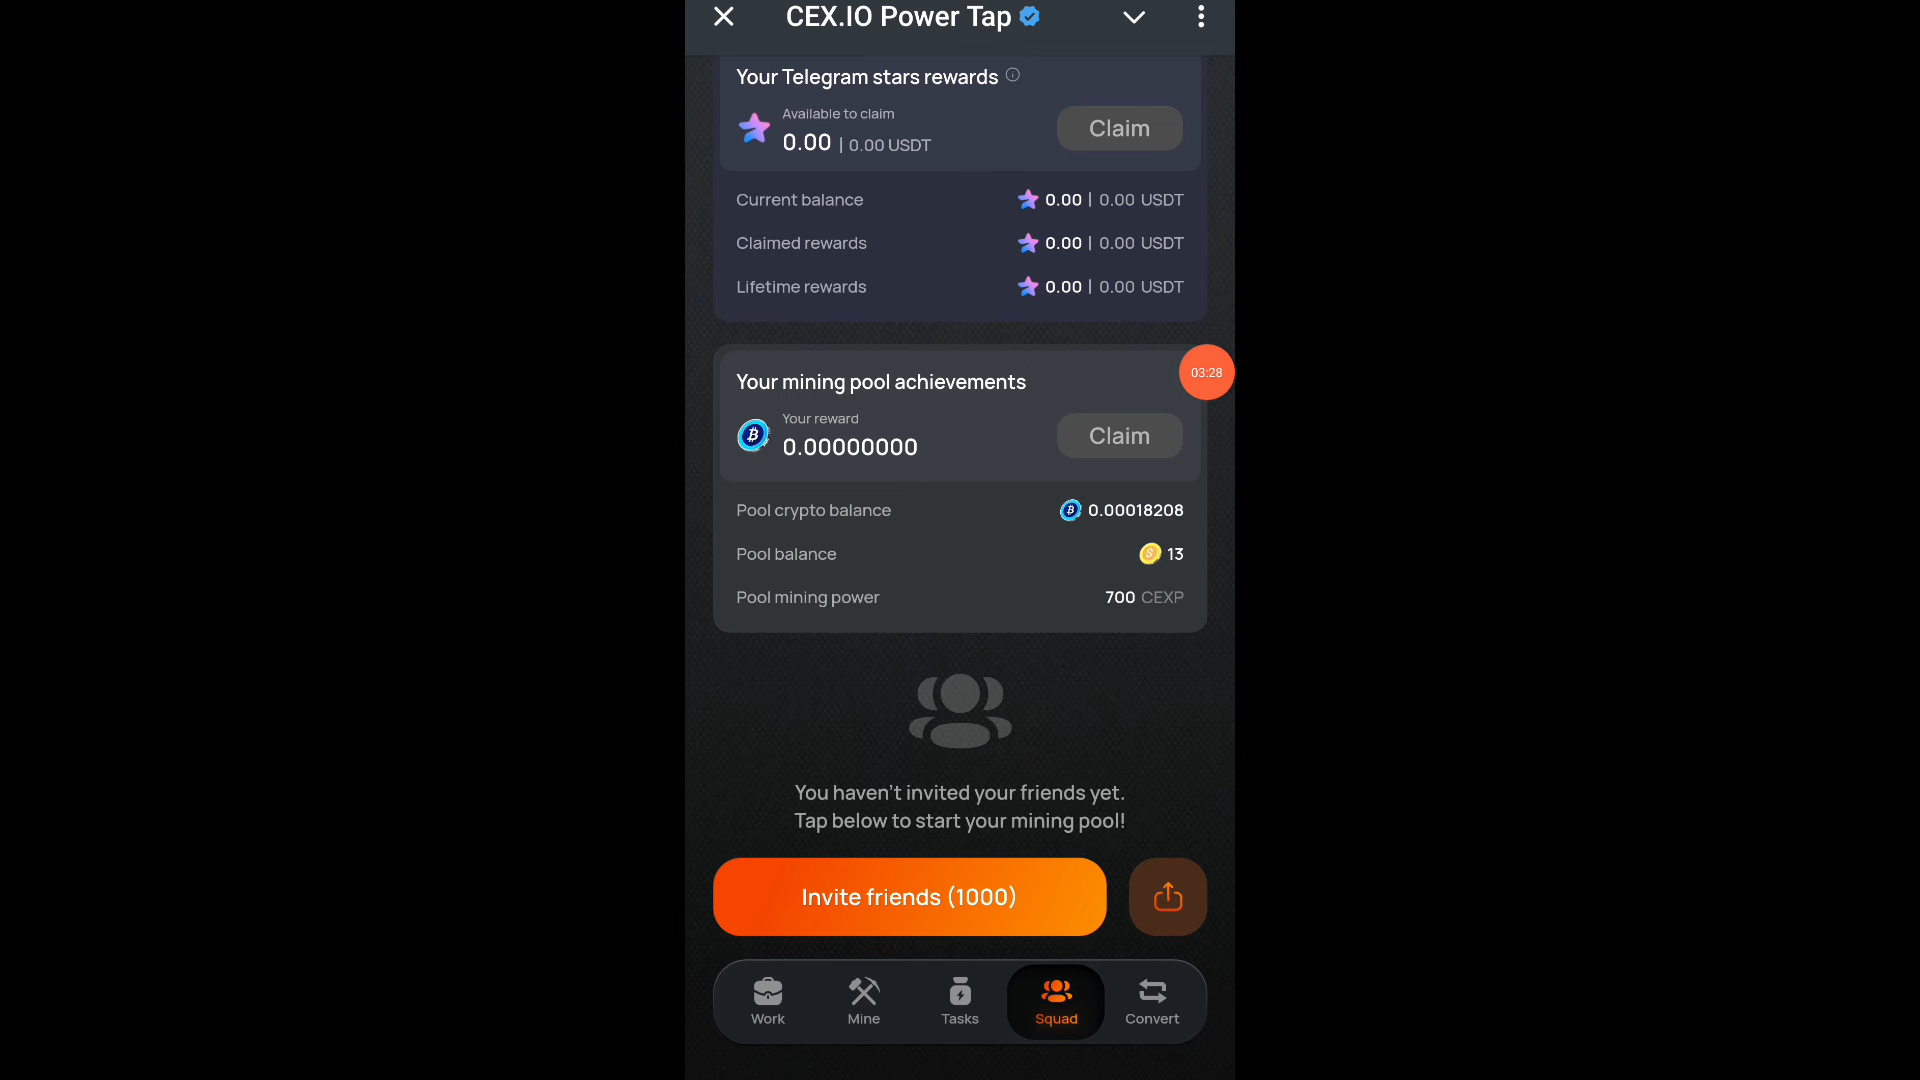 CEX.IO Power Tap
Your Telegram stars rewards
Available to claim
0.00 | 0.00 USDT
Claim
Current balance 0.00 | 0.00 USDT
Claimed rewards 0.00 | 0.00 USDT
Lifetime rewards 0.00 | 0.00 USDT
03:28
Your mining pool achievements
Your reward
0.00000000
Claim
Pool crypto balance 0.00018208
Pool balance 13
Pool mining power 700 CEXP
You haven't invited your friends yet.
Tap below to start your mining pool!
Invite friends (1000)
Work Mine Tasks Squad Convert